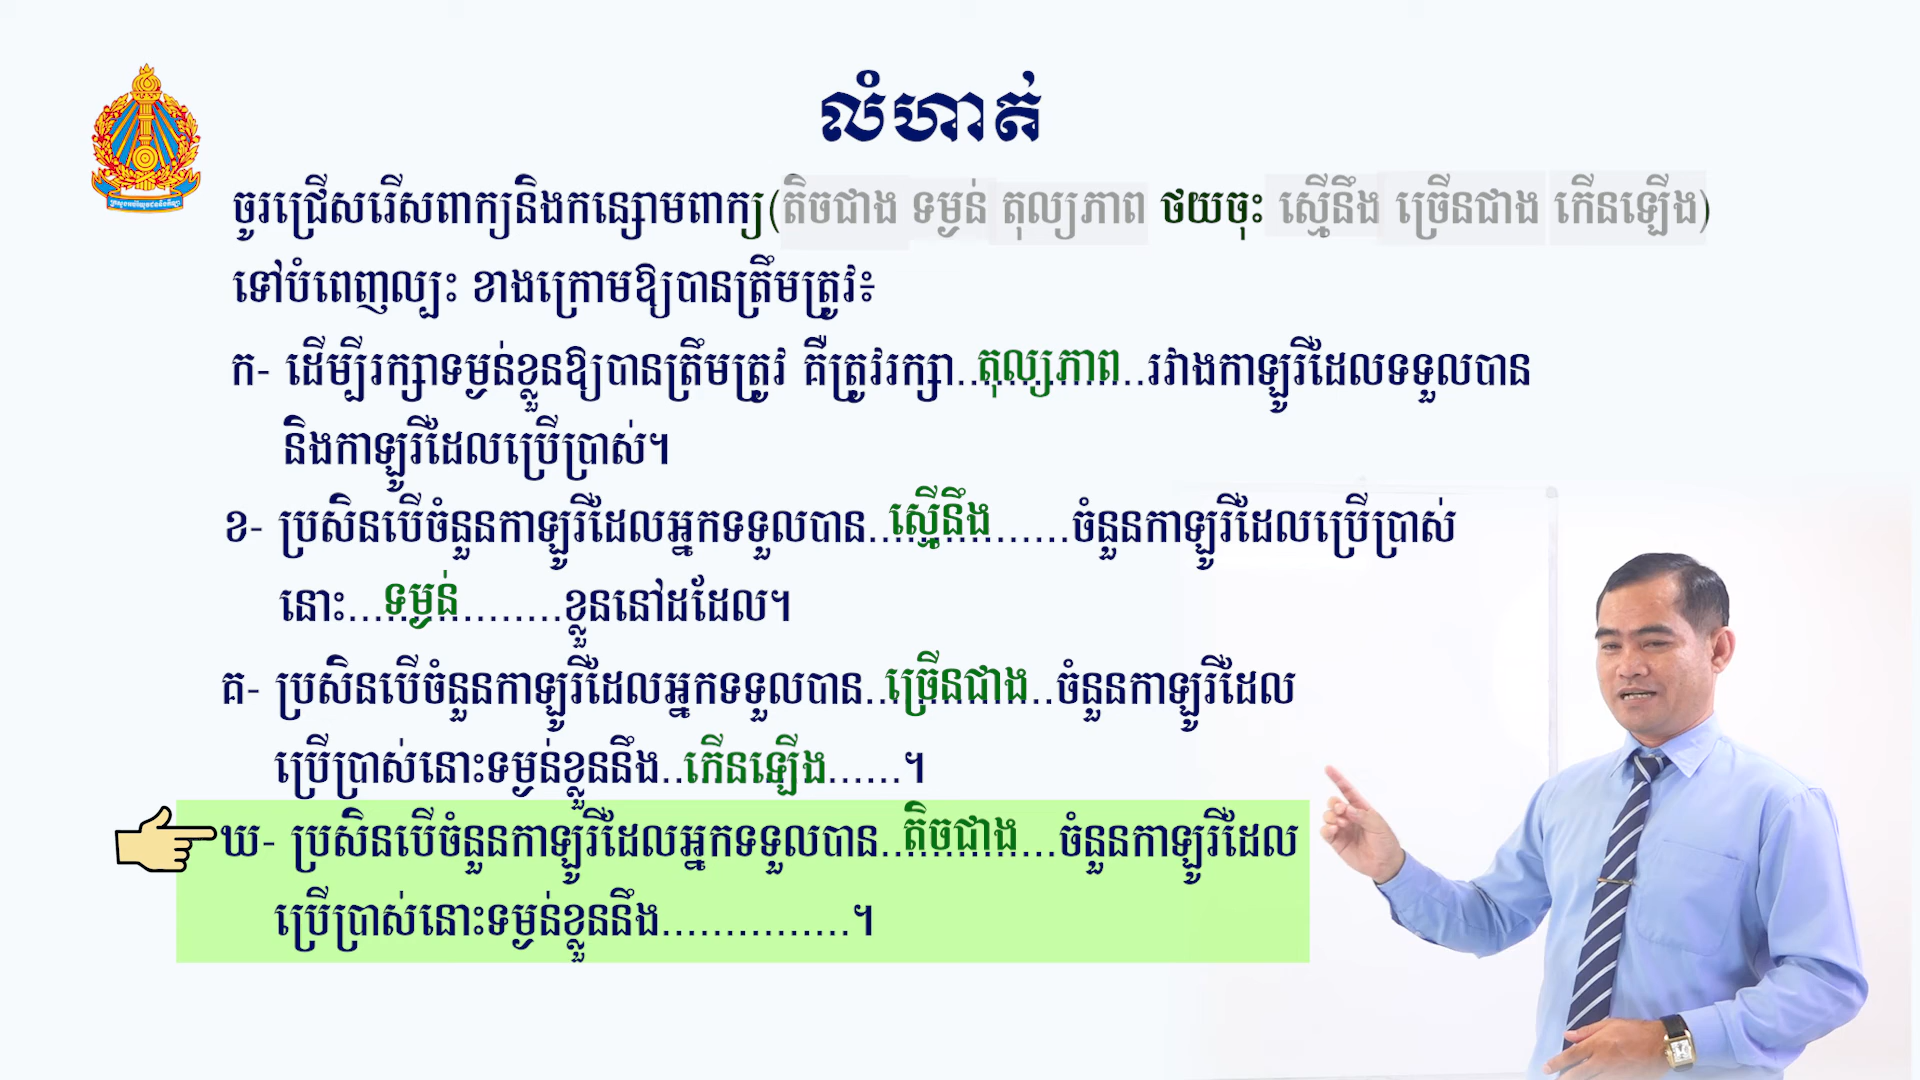 លំហាត់
ចូរជ្រើសរើសពាក្យនិងកន្សោមពាក្យ(តិចជាង ទម្ងន់ តុល្យភាព ថយចុះ ស្មើនឹង ច្រើនជាង កើនឡើង)
ទៅបំពេញល្បះ ខាងក្រោមឱ្យបានត្រឹមត្រូវ៖
ក- ដើម្បីរក្សាទម្ងន់ខ្លួនឱ្យបានត្រឹមត្រូវ គឺត្រូវរក្សា..តុល្យភាព..រវាងកាឡូរីដែលទទួលបាន
និងកាឡូរីដែលប្រើប្រាស់។
ខ- ប្រសិនបើចំនួនកាឡូរីដែលអ្នកទទួលបាន..ស្មើនឹង......ចំនួនកាឡូរីដែលប្រើប្រាស់
នោះ...ទម្ងន់........ខ្លួននៅដដែល។
គ- ប្រសិនបើចំនួនកាឡូរីដែលអ្នកទទួលបាន..ច្រើនជាង..ចំនួនកាឡូរីដែល
ប្រើប្រាស់នោះទម្ងន់ខ្លួននឹង..កើនឡើង......។
ឃ- ប្រសិនបើចំនួនកាឡូរីដែលអ្នកទទួលបាន..តិចជាង...ចំនួនកាឡូរីដែល
ប្រើប្រាស់នោះទម្ងន់ខ្លួននឹង...............។